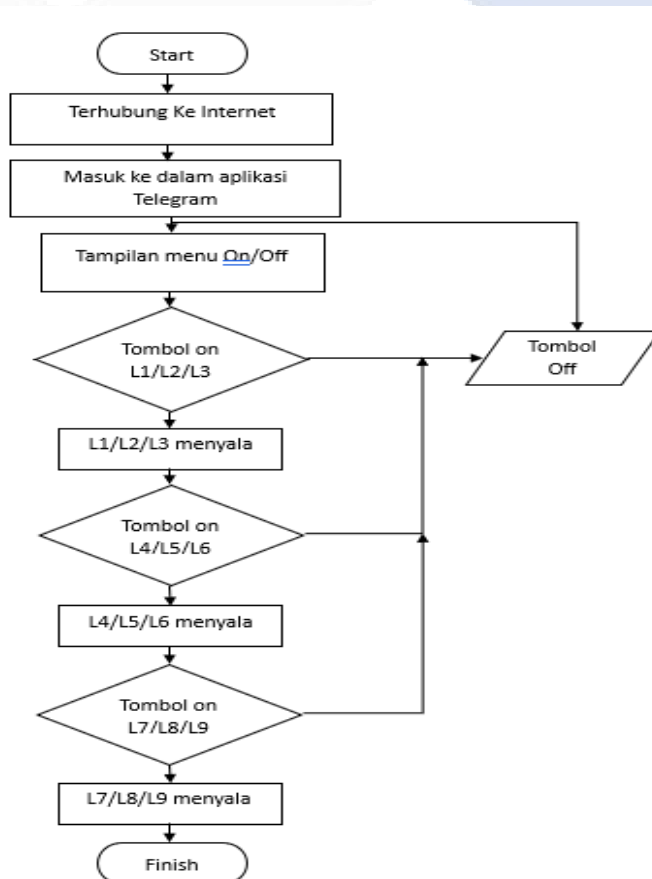 Start
Terhubung Ke Internet
Masuk ke dalam aplikasi
Telegram
Tampilan menu On/Off
Tombol on
L1/L2/L3
Tombol
Off
L1/L2/L3 menyala
Tombol on
L4/L5/L6
L4/L5/L6 menyala
Tombol on
L7/L8/L9
L7/L8/L9 menyala
Finish